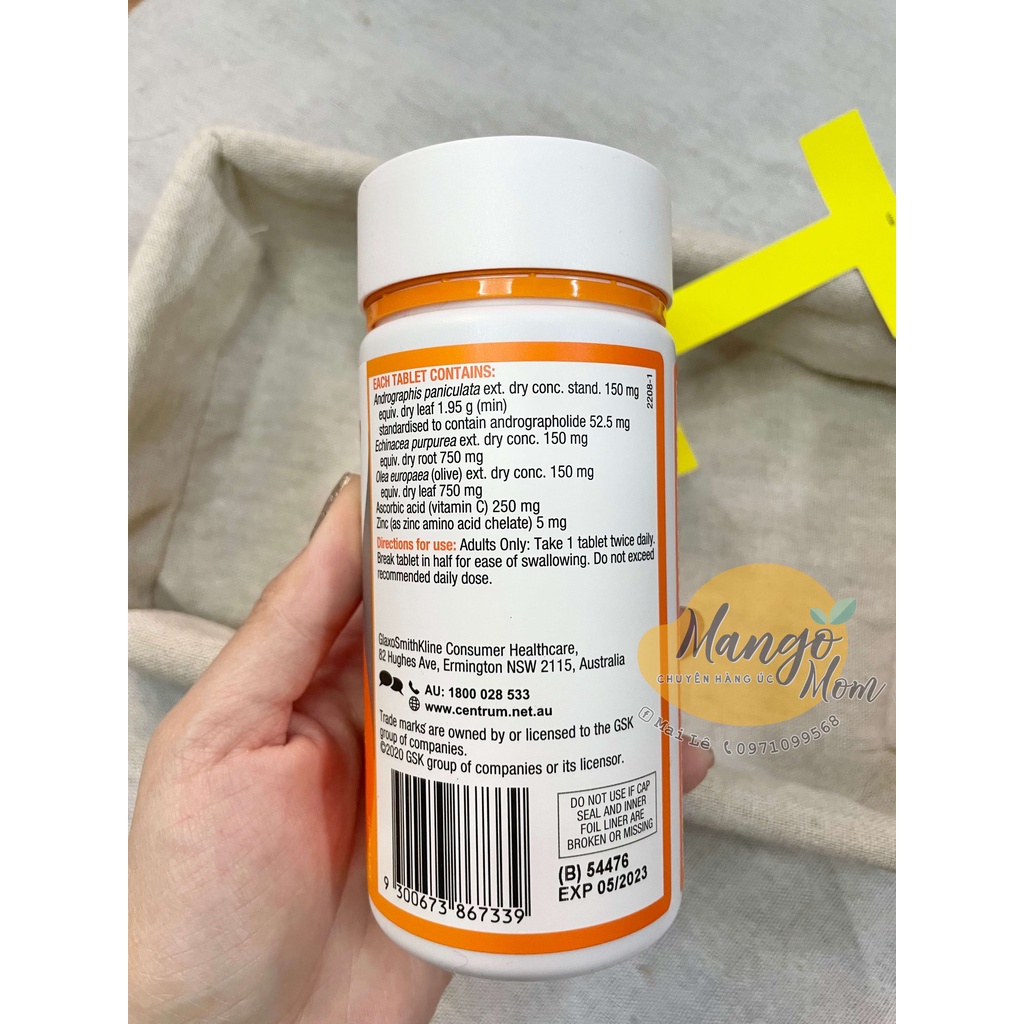 EACH TABLET CONTAINS:
Andrographis paniculata ext. dry conc. stand. 150 mg
equiv. dry leaf 1.95 g (min)
standardised to contain andrographolide 52.5 mg
Echinacea purpurea ext. dry conc. 150 mg
equiv. dry root 750 mg
Olea europaea (olive) ext. dry conc. 150 mg
equiv. dry leaf 750 mg
Ascorbic acid (vitamin C) 250 mg
Zinc (as zinc amino acid chelate) 5 mg
2208-1
Directions for use: Adults Only: Take 1 tablet twice daily.
Break tablet in half for ease of swallowing. Do not exceed
recommended daily dose.
GlaxoSmithKline Consumer Healthcare,
82 Hughes Ave, Ermington NSW 2115, Australia
AU: 1800 028 533
www.centrum.net.au
Trade marks are owned by or licensed to the GSK
group of companies.
©2020 GSK group of companies or its licensor.
DO NOT USE IF CAP
SEAL AND INNER
FOIL LINER ARE
BROKEN OR MISSING
(B) 54476
EXP 05/2023
9 300673 867339
Mango
CHUYÊN HÀNG ÚC
Mom
Mai Lê 0971099568